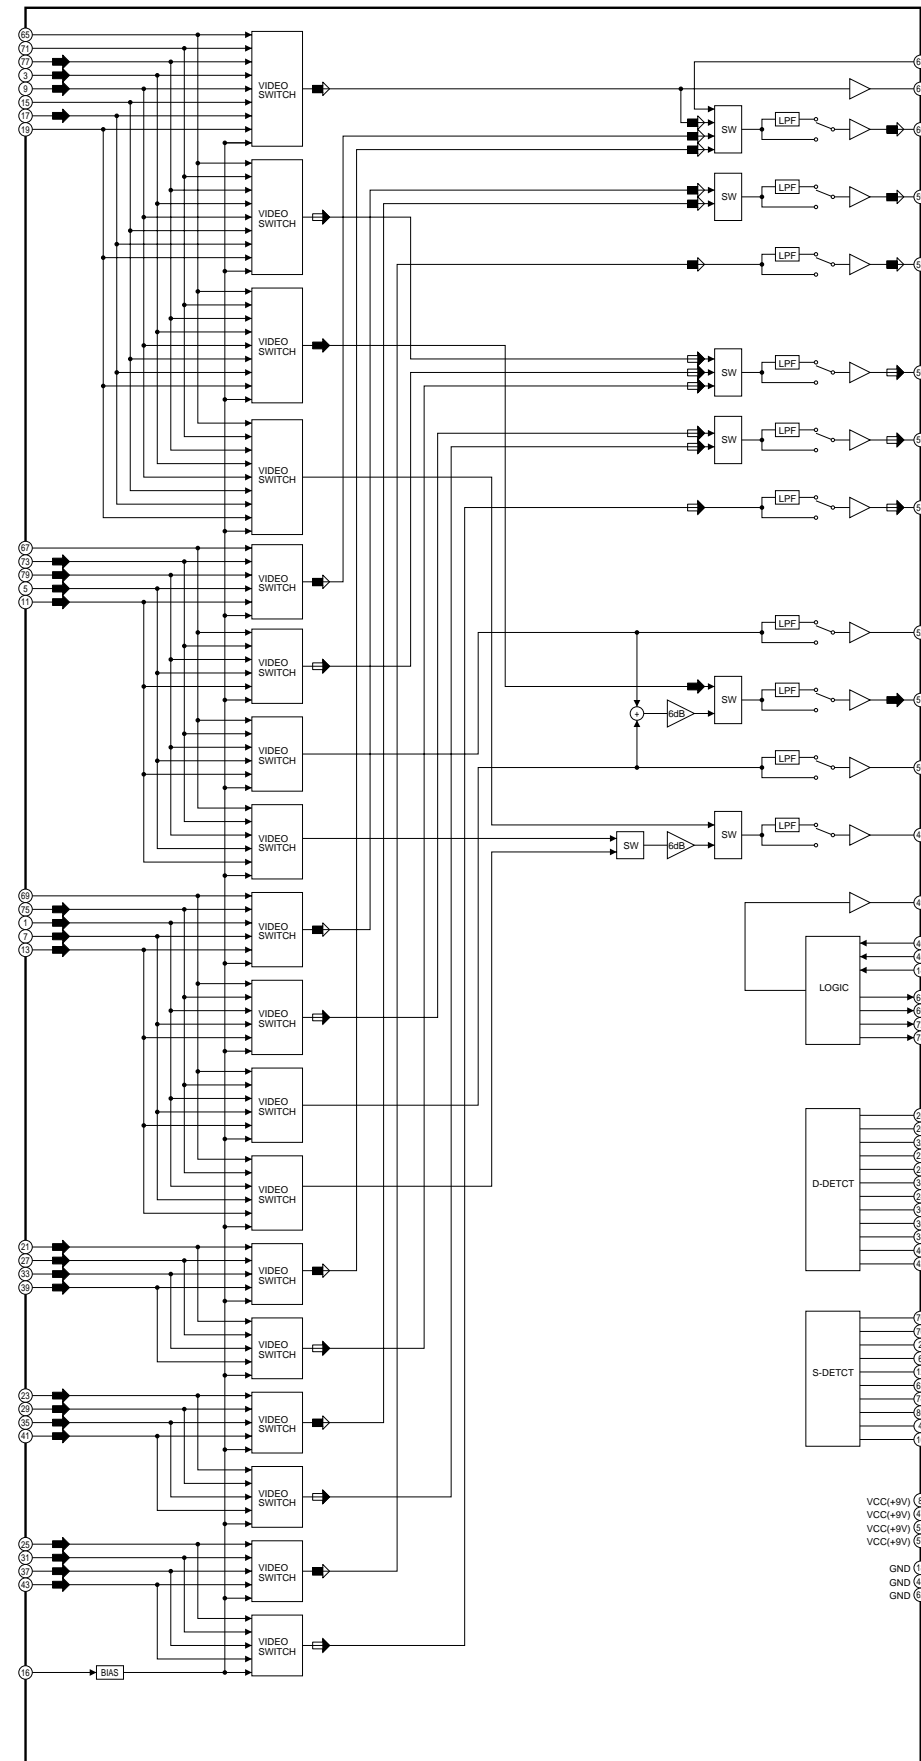 65
71
77
3
9
15
17
19
VIDEO
SWITCH
SW
LPF
VIDEO
SWITCH
SW
LPF
LPF
VIDEO
SWITCH
SW
LPF
SW
LPF
VIDEO
SWITCH
LPF
67
73
79
5
11
VIDEO
SWITCH
LPF
VIDEO
SWITCH
SW
LPF
+
6dB
VIDEO
SWITCH
LPF
VIDEO
SWITCH
SW
6dB
SW
LPF
69
75
1
7
13
VIDEO
SWITCH
LOGIC
VIDEO
SWITCH
VIDEO
SWITCH
VIDEO
SWITCH
D-DETCT
21
27
33
39
VIDEO
SWITCH
VIDEO
SWITCH
S-DETCT
23
29
35
41
VIDEO
SWITCH
VIDEO
SWITCH
VCC(+9V)
VCC(+9V)
VCC(+9V)
VCC(+9V)
25
31
37
43
VIDEO
SWITCH
GND
GND
GND
VIDEO
SWITCH
16
BIAS